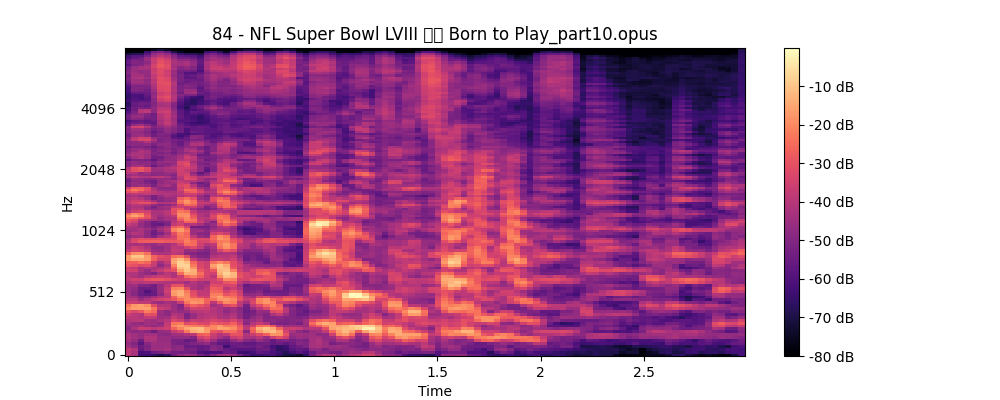 84 - NFL Super Bowl LVIII ▯▯ Born to Play_part10.opus
Hz
4096
2048
1024
512
0
0 0.5 1 1.5 2 2.5
Time
-10 dB
-20 dB
-30 dB
-40 dB
-50 dB
-60 dB
-70 dB
-80 dB